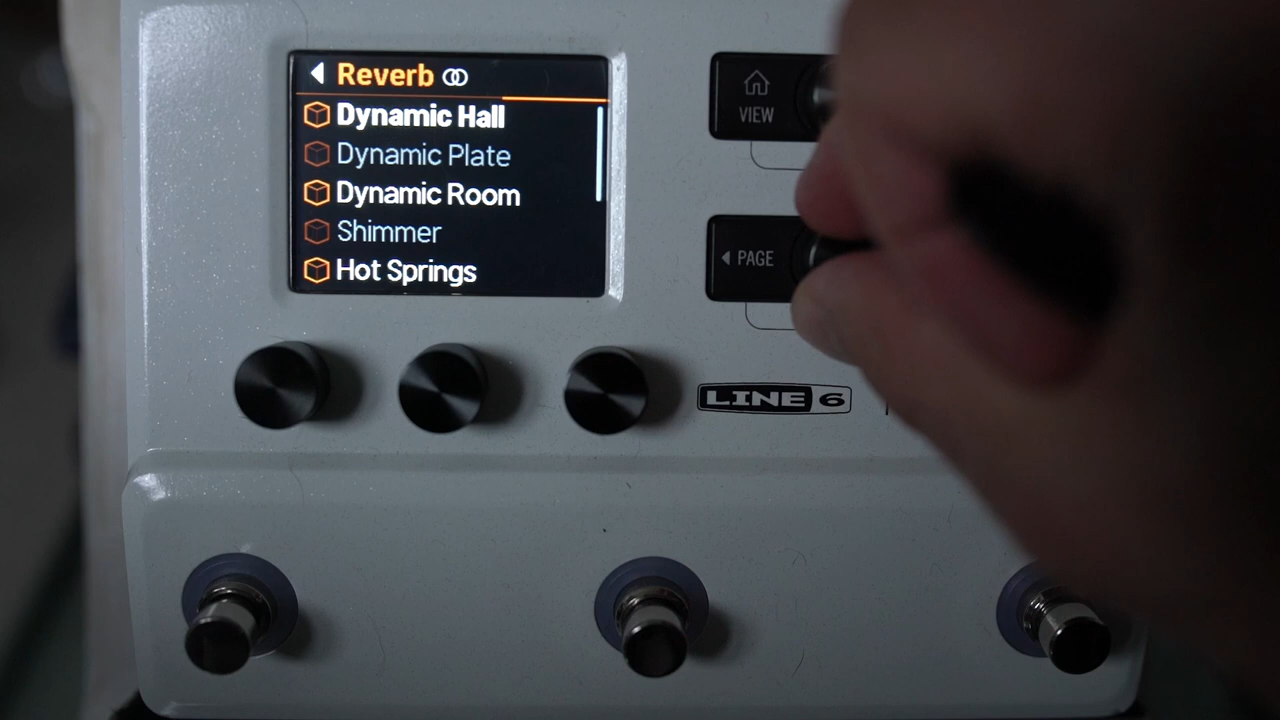 Reverb
Dynamic Hall
Dynamic Plate
Dynamic Room
Shimmer
Hot Springs
VIEW
PAGE
LINE 6